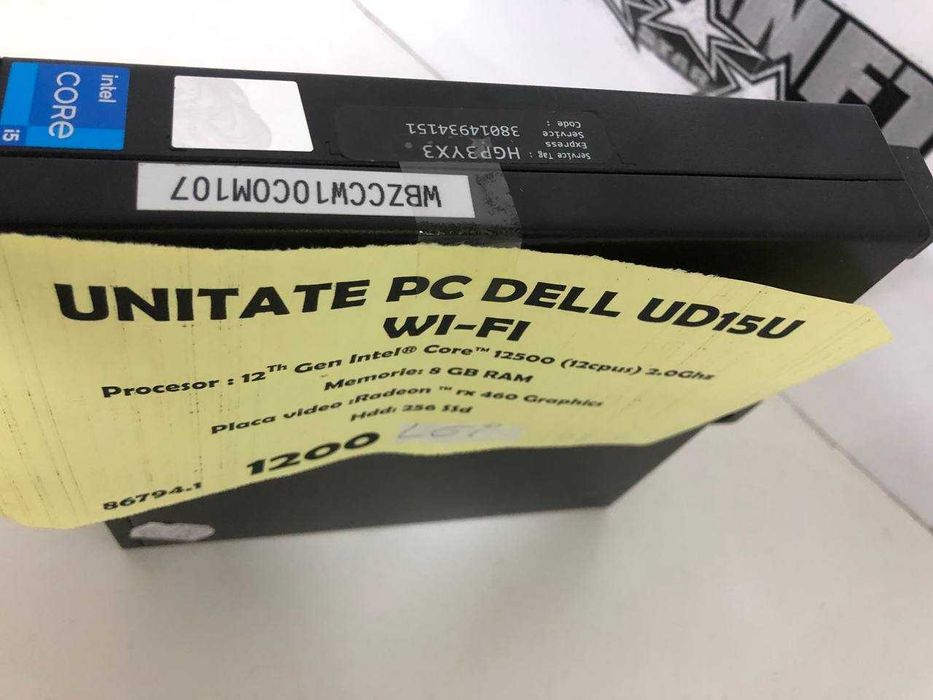 intel
CORE
i5
Service Tag : HGP3YX3
Express
Service
Code : 38014934151
WBZCCW10C0M107
UNITATE PC DELL UD15U
WI-FI
Procesor : 12Th Gen Intel® Core™ 12500 (12cpus) 2.0Ghz
Memorie: 8 GB RAM
Placa video :Radeon ™ rx 460 Graphics
Hdd: 256 SSd
1200
86794.1